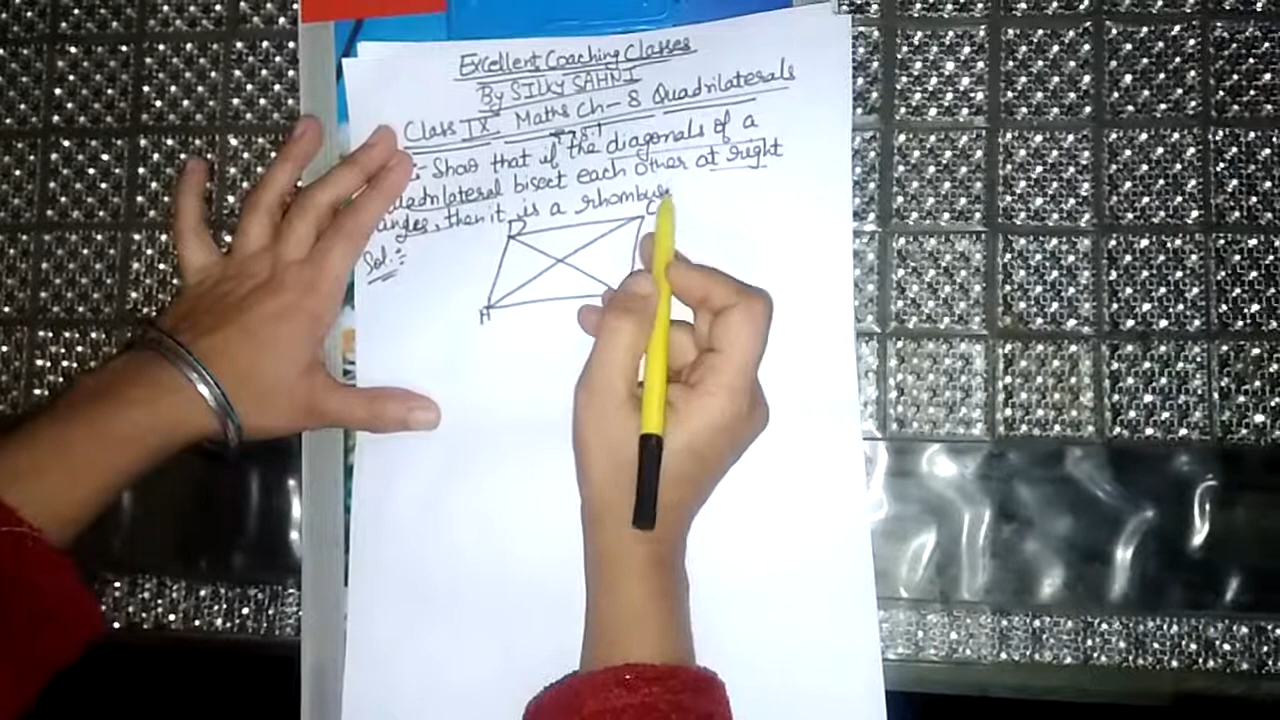 Excellent Coaching Classes
By SILKY SAHNI
Class IX Maths Ch-8 Quadrilaterals
:- Show that if the diagonals of a
quadrilateral bisect each other at right
angles, then it is a rhombus.
Sol.:-
D C
A